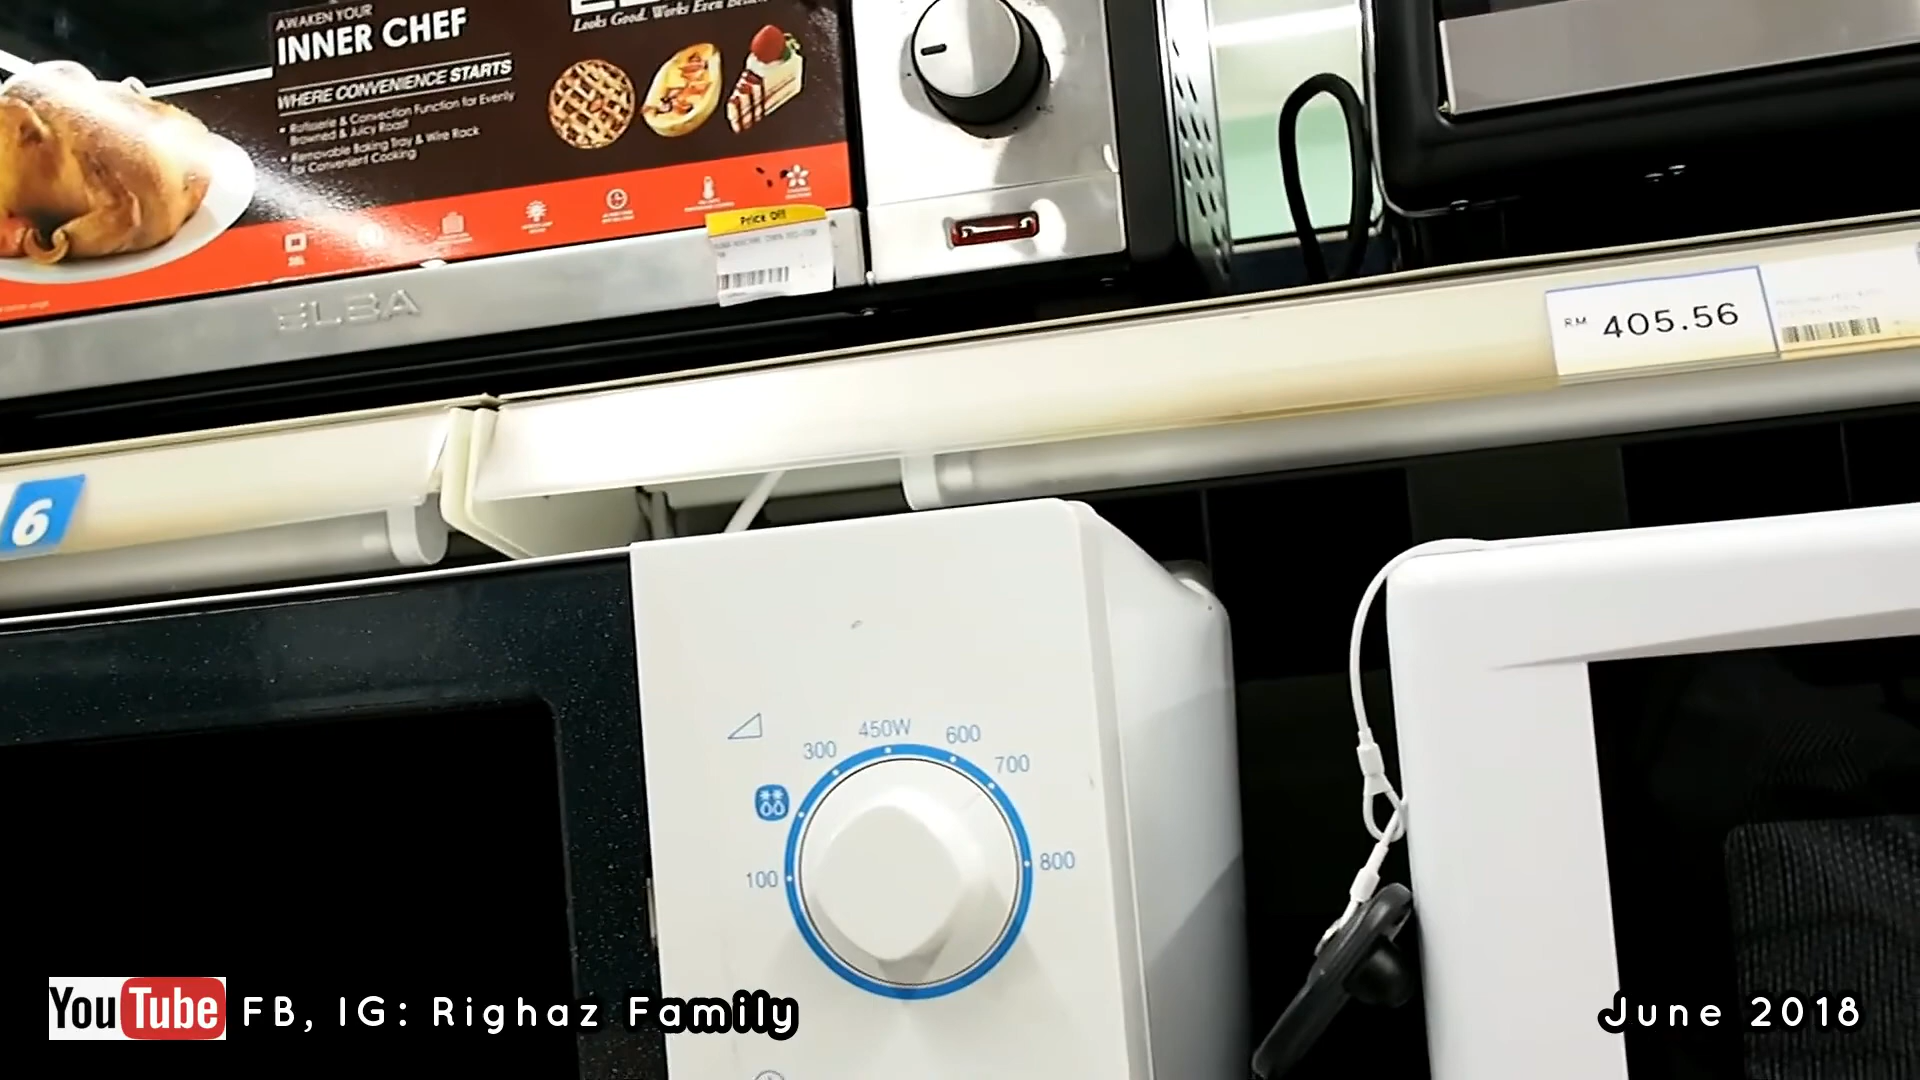 AWAKEN YOUR
INNER CHEF
WHERE CONVENIENCE STARTS
• Rotisserie & Convection Function for Evenly
Browned & Juicy Roast
• Removable Baking Tray & Wire Rack
for Convenient Cooking
Looks Good. Works Even Better
Price Off
ELBA
RM 405.56
6
300
450W
600
700
800
100
YouTube FB, IG: Righaz Family
June 2018